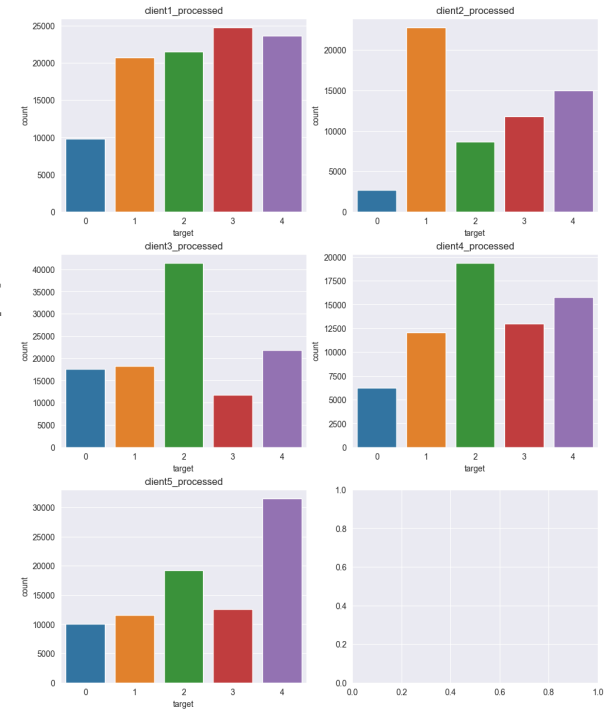 client1_processed
25000
20000
15000
10000
5000
0
count
0 1 2 3 4
target
client2_processed
20000
15000
10000
5000
0
count
0 1 2 3 4
target
client3_processed
40000
35000
30000
25000
20000
15000
10000
5000
0
count
0 1 2 3 4
target
client4_processed
20000
17500
15000
12500
10000
7500
5000
2500
0
count
0 1 2 3 4
target
client5_processed
30000
25000
20000
15000
10000
5000
0
count
0 1 2 3 4
target
1.0
0.8
0.6
0.4
0.2
0.0
0.0 0.2 0.4 0.6 0.8 1.0